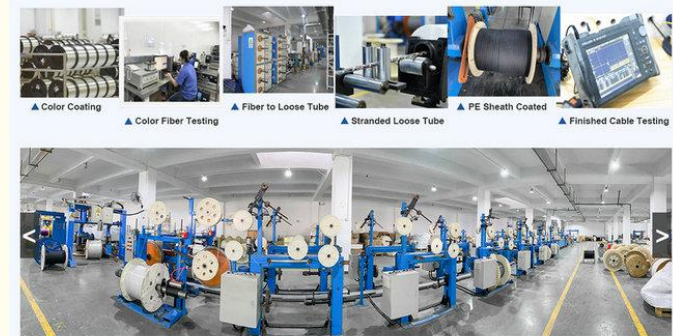 ▲ Color Coating
▲ Color Fiber Testing
▲ Fiber to Loose Tube
▲ Stranded Loose Tube
▲ PE Sheath Coated
▲ Finished Cable Testing
< >